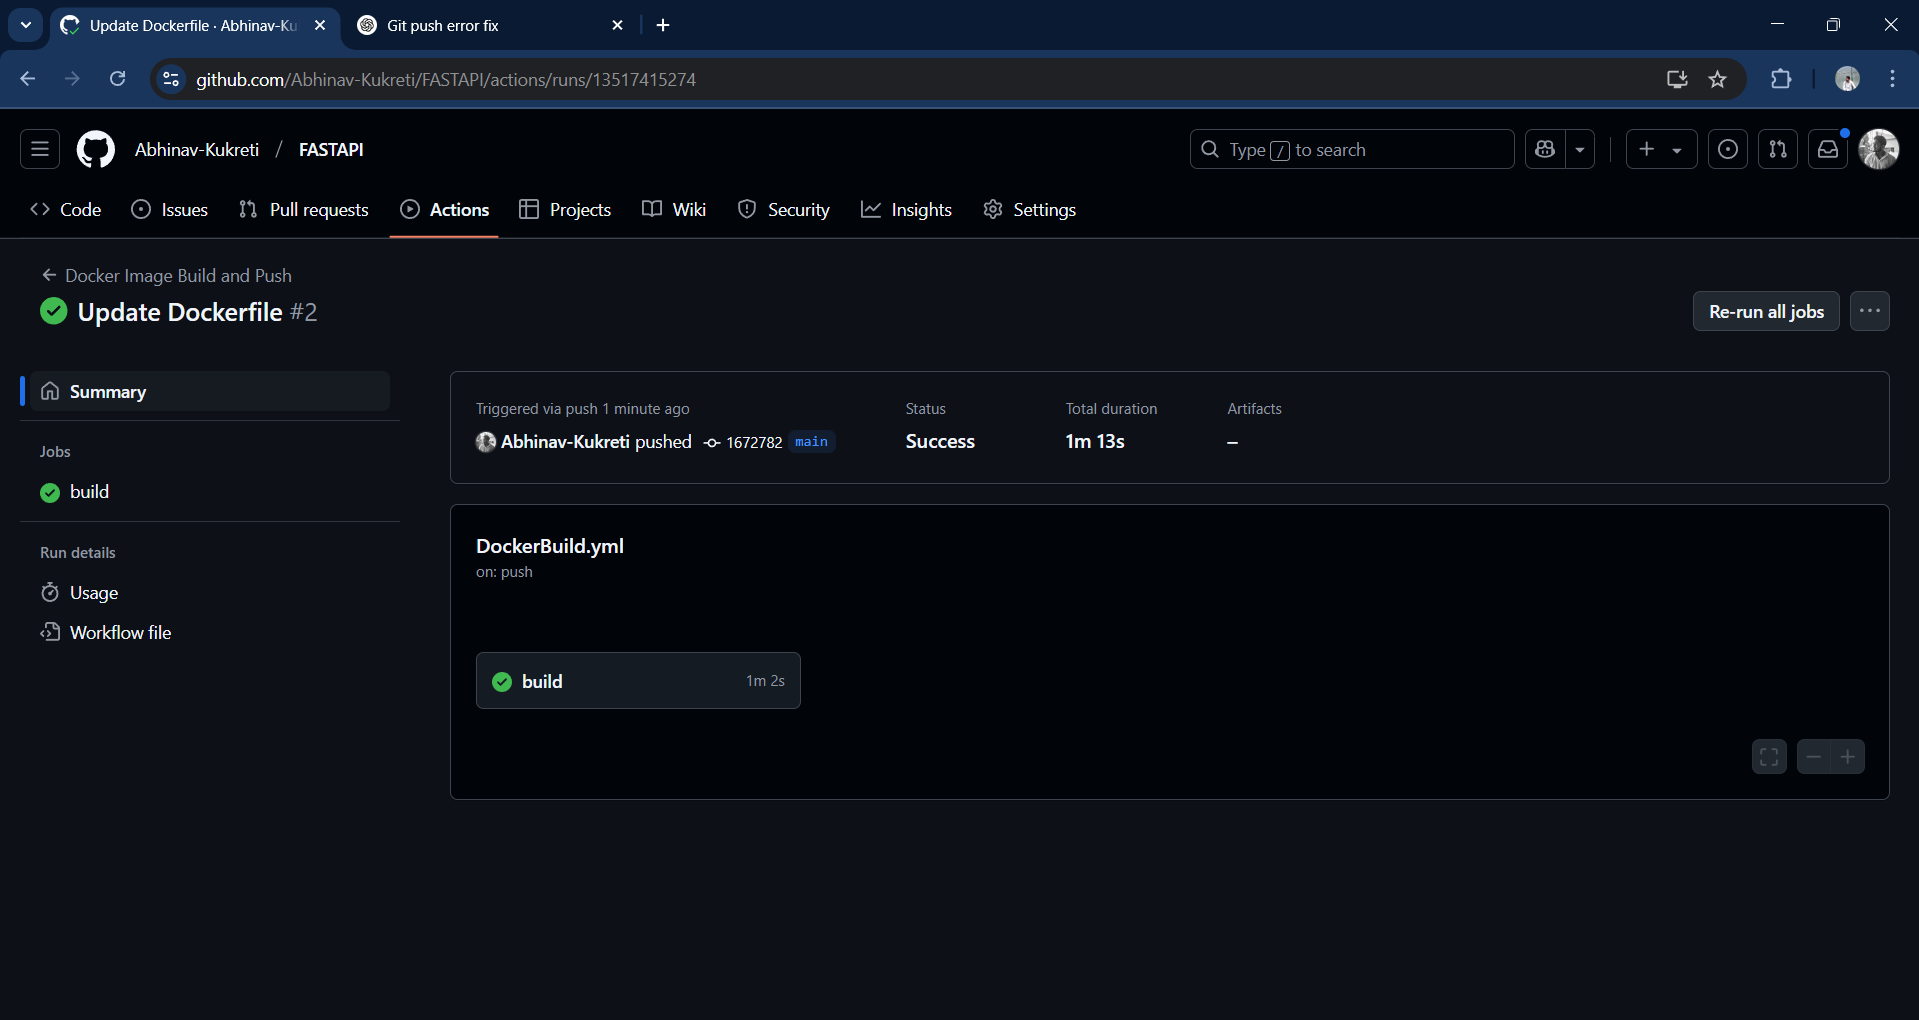 Update Dockerfile · Abhinav-Ku
Git push error fix
github.com/Abhinav-Kukreti/FASTAPI/actions/runs/13517415274
Abhinav-Kukreti / FASTAPI
Type / to search
Code Issues Pull requests Actions Projects Wiki Security Insights Settings
Docker Image Build and Push
Update Dockerfile #2
Re-run all jobs
Summary
Jobs
build
Run details
Usage
Workflow file
Triggered via push 1 minute ago
Abhinav-Kukreti pushed 1672782 main
Status
Success
Total duration
1m 13s
Artifacts
–
DockerBuild.yml
on: push
build 1m 2s